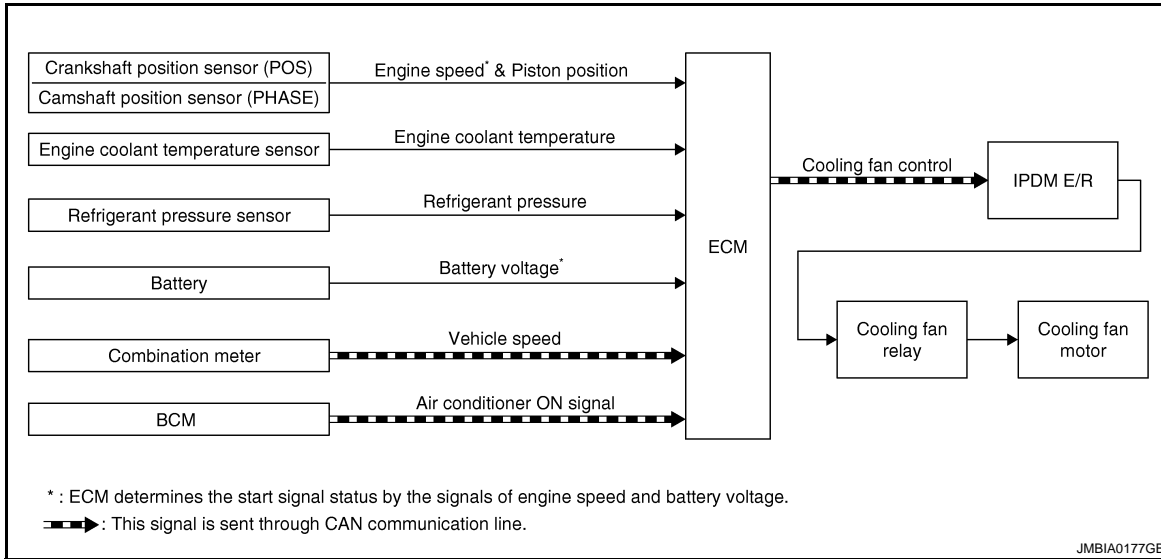 Crankshaft position sensor (POS)
Camshaft position sensor (PHASE)
Engine speed* & Piston position
Engine coolant temperature sensor
Engine coolant temperature
Refrigerant pressure sensor
Refrigerant pressure
Battery
Battery voltage*
Combination meter
Vehicle speed
BCM
Air conditioner ON signal
ECM
Cooling fan control
IPDM E/R
Cooling fan
relay
Cooling fan
motor
* : ECM determines the start signal status by the signals of engine speed and battery voltage.
: This signal is sent through CAN communication line.